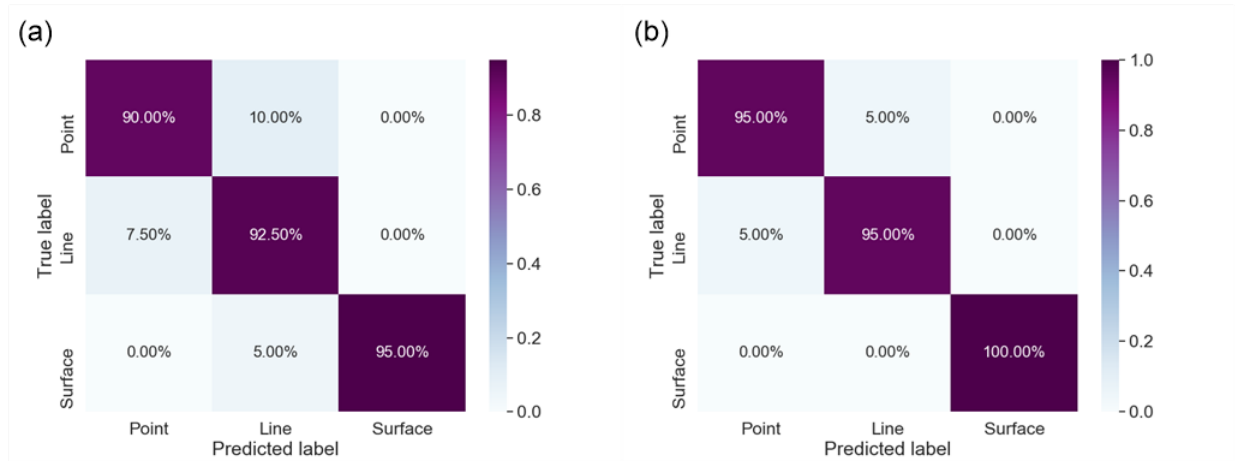 (a)
Point
Line
Surface
True label
90.00% 10.00% 0.00%
7.50% 92.50% 0.00%
0.00% 5.00% 95.00%
Point Line Surface
Predicted label
0.8
0.6
0.4
0.2
0.0
(b)
Point
Line
Surface
True label
95.00% 5.00% 0.00%
5.00% 95.00% 0.00%
0.00% 0.00% 100.00%
Point Line Surface
Predicted label
1.0
0.8
0.6
0.4
0.2
0.0